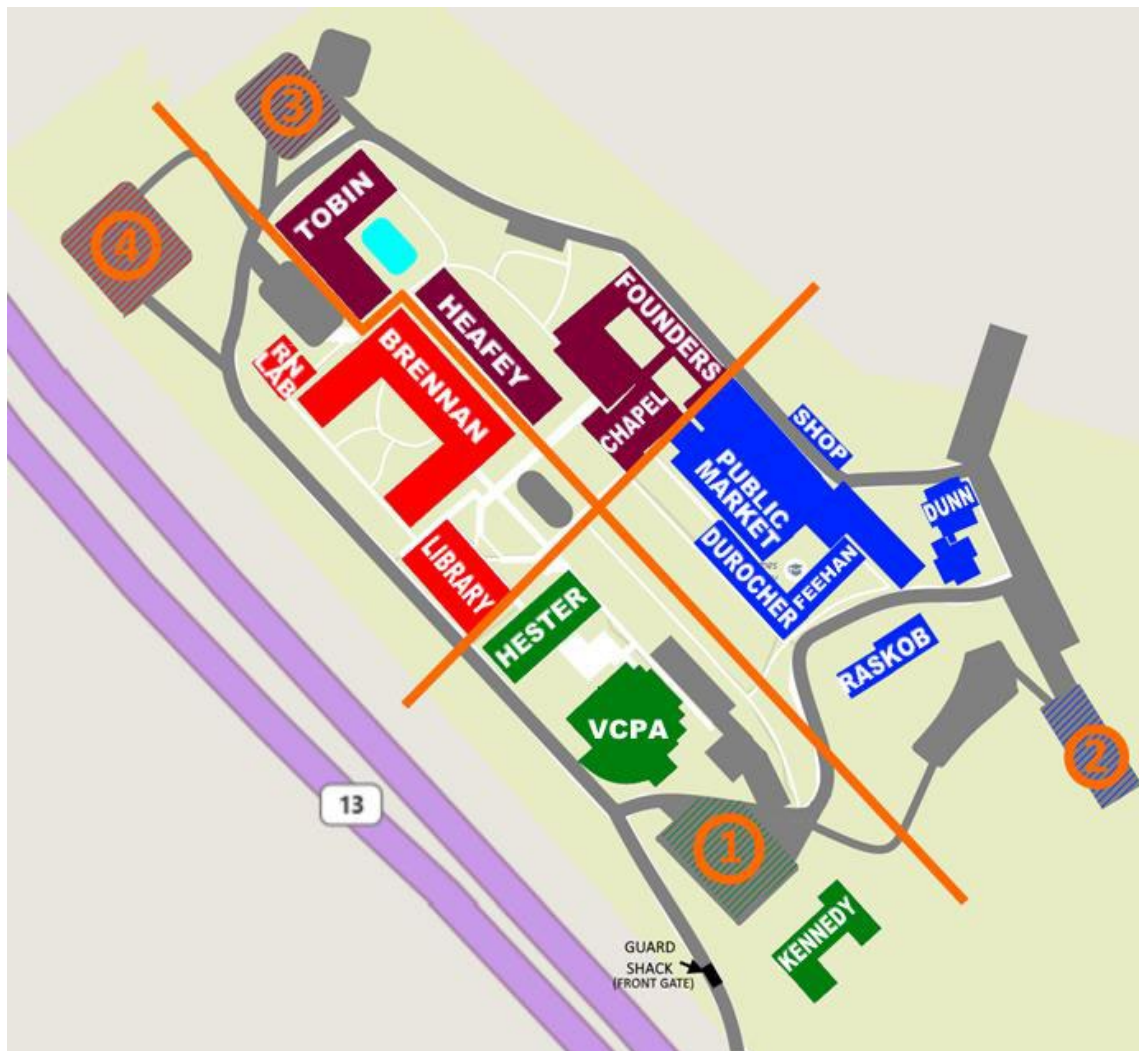 3
TOBIN
4
HEAFEY
FOUNDERS
BRENNAN
RN
LAB
CHAPEL
SHOP
PUBLIC
MARKET
DUNN
LIBRARY
DUROCHER
FEEHAN
HESTER
RASKOB
VCPA
2
13
1
KENNEDY
GUARD
SHACK
(FRONT GATE)